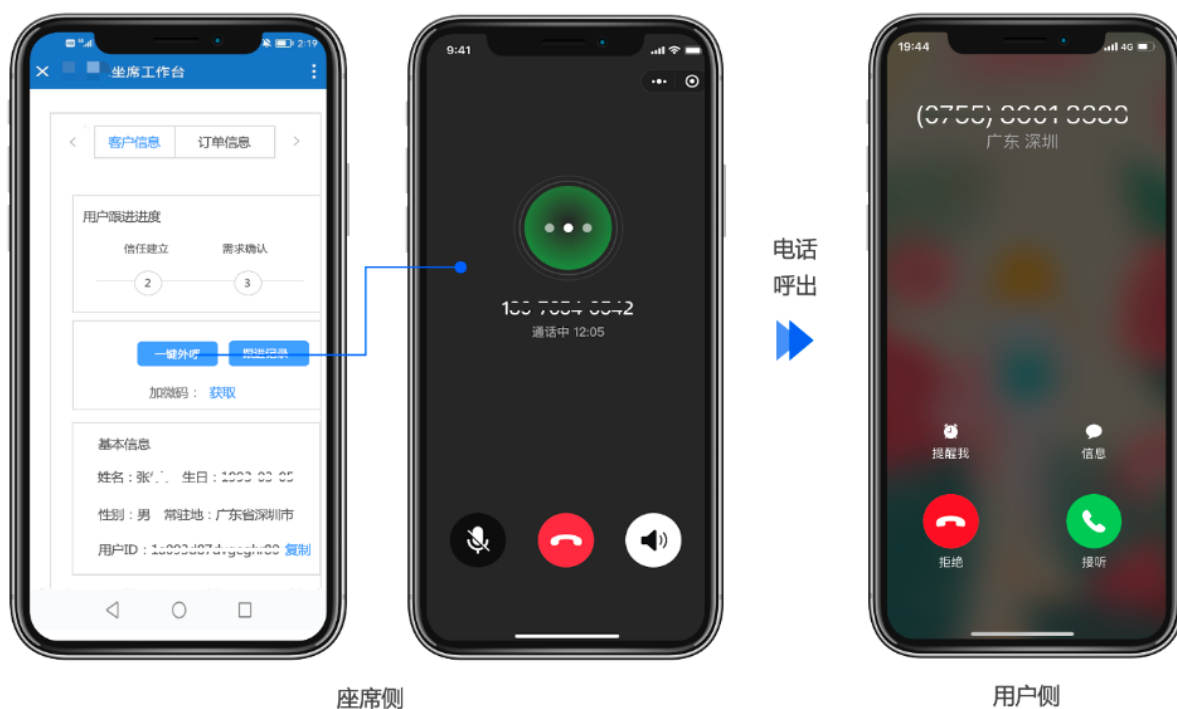 2:19
坐席工作台
客户信息 订单信息
用户跟进进度
信任建立 需求确认
2 3
一键外呼 跟进记录
加微码： 获取
基本信息
姓名：张 生日：
性别：男 常驻地：广东省深圳市
用户ID： 复制
9:41
通话中 12:05
座席侧
电话
呼出
19:44
4G
广东 深圳
提醒我 信息
拒绝 接听
用户侧